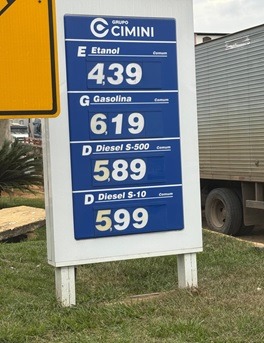 GRUPO
CIMINI
E Etanol Comum
4,39
G Gasolina Comum
6,19
D Diesel S-500 Comum
5,89
D Diesel S-10 Comum
5,99